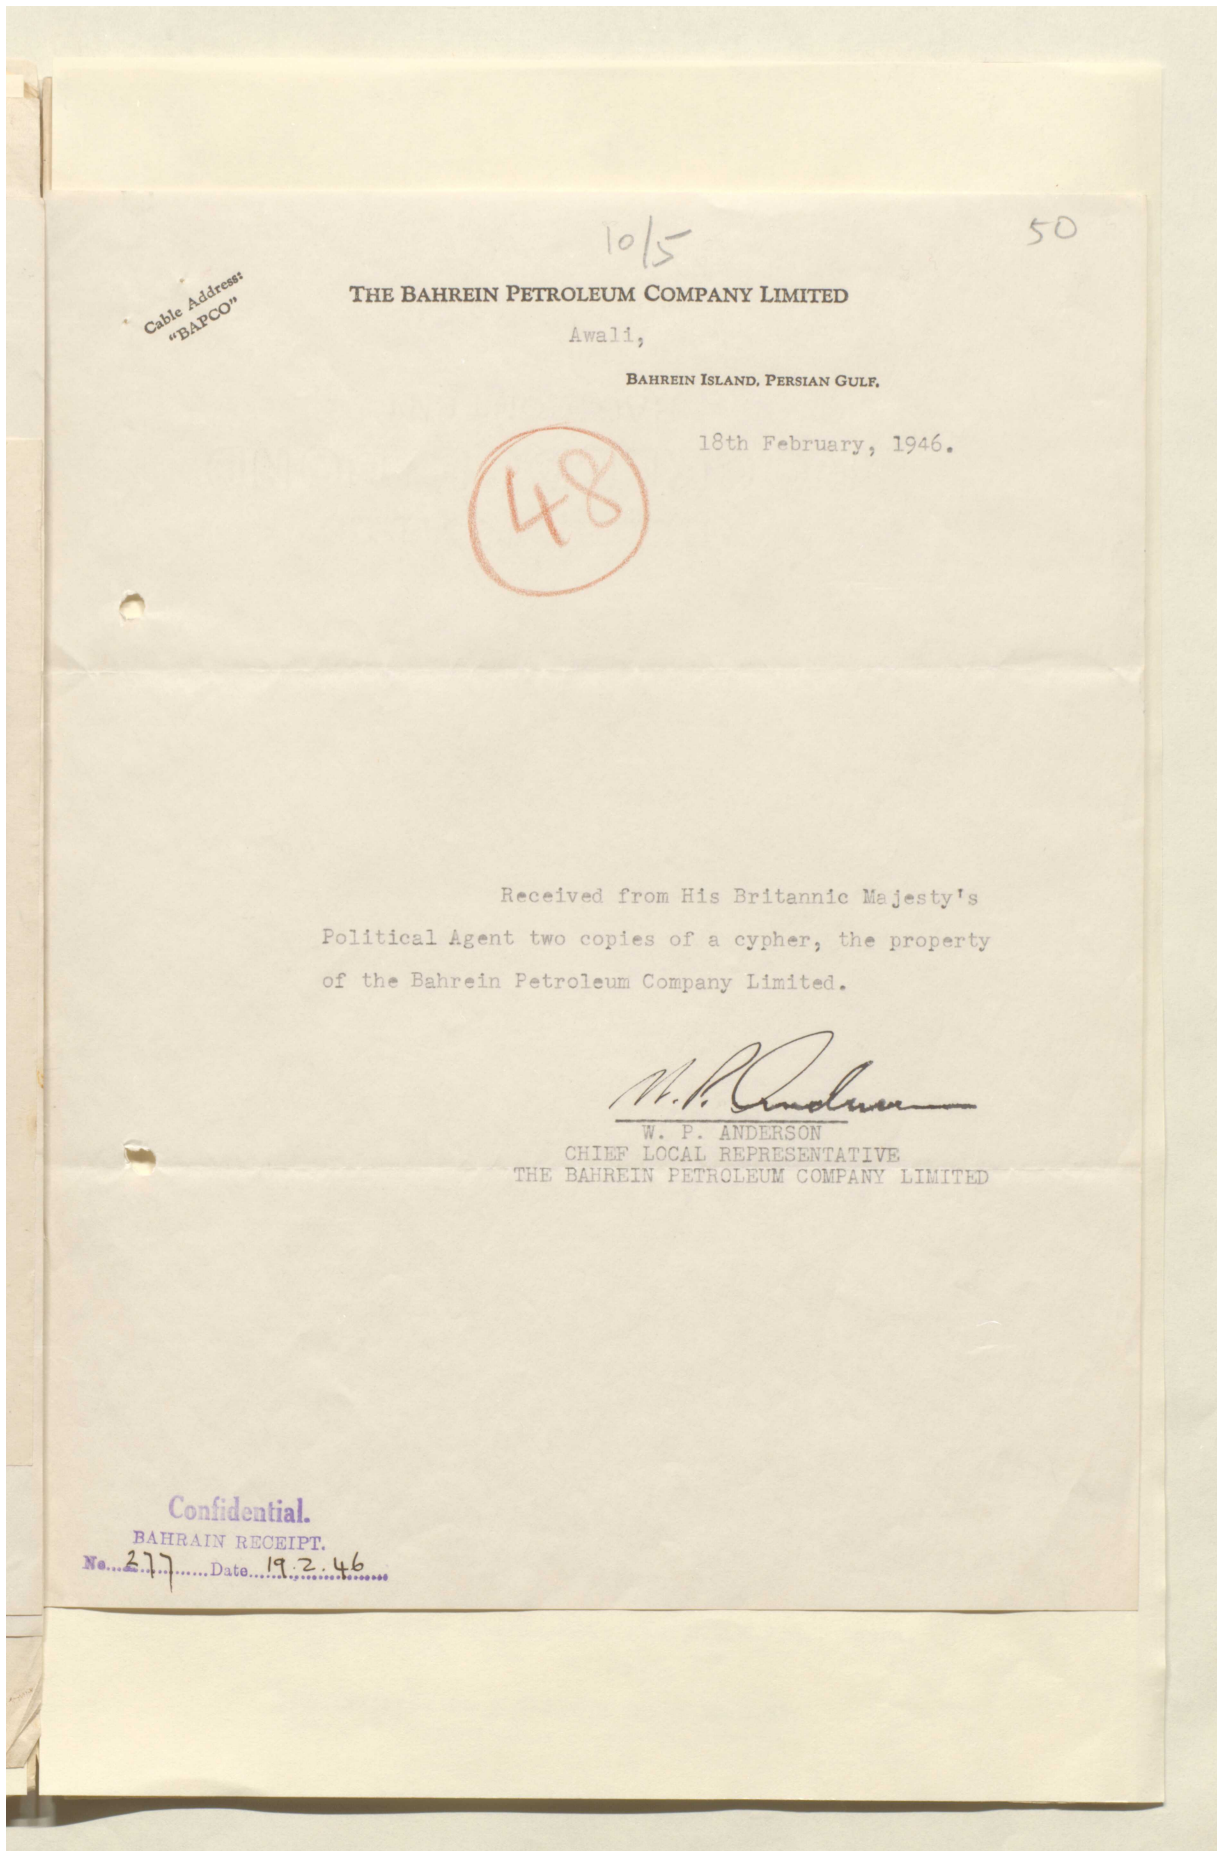 10/5
50
Cable Address:
"BAPCO"
THE BAHREIN PETROLEUM COMPANY LIMITED
Awali,
BAHREIN ISLAND, PERSIAN GULF.
18th February, 1946.
48
Received from His Britannic Majesty's
Political Agent two copies of a cypher, the property
of the Bahrein Petroleum Company Limited.
W. P. Anderson
W. P. ANDERSON
CHIEF LOCAL REPRESENTATIVE
THE BAHREIN PETROLEUM COMPANY LIMITED
Confidential.
BAHRAIN RECEIPT.
No...277.......Date...19.2.46......